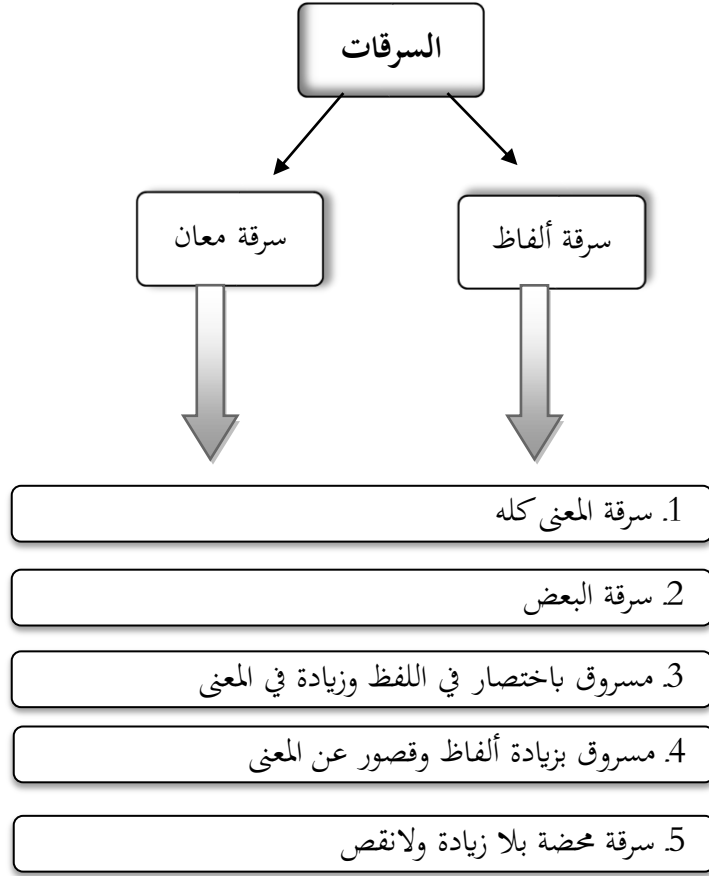 السرقات
سرقة ألفاظ
سرقة معان
1. سرقة المعنى كله
2. سرقة البعض
3. مسروق باختصار في اللفظ وزيادة في المعنى
4. مسروق بزيادة ألفاظ وقصور عن المعنى
5. سرقة محضة بلا زيادة ولانقص